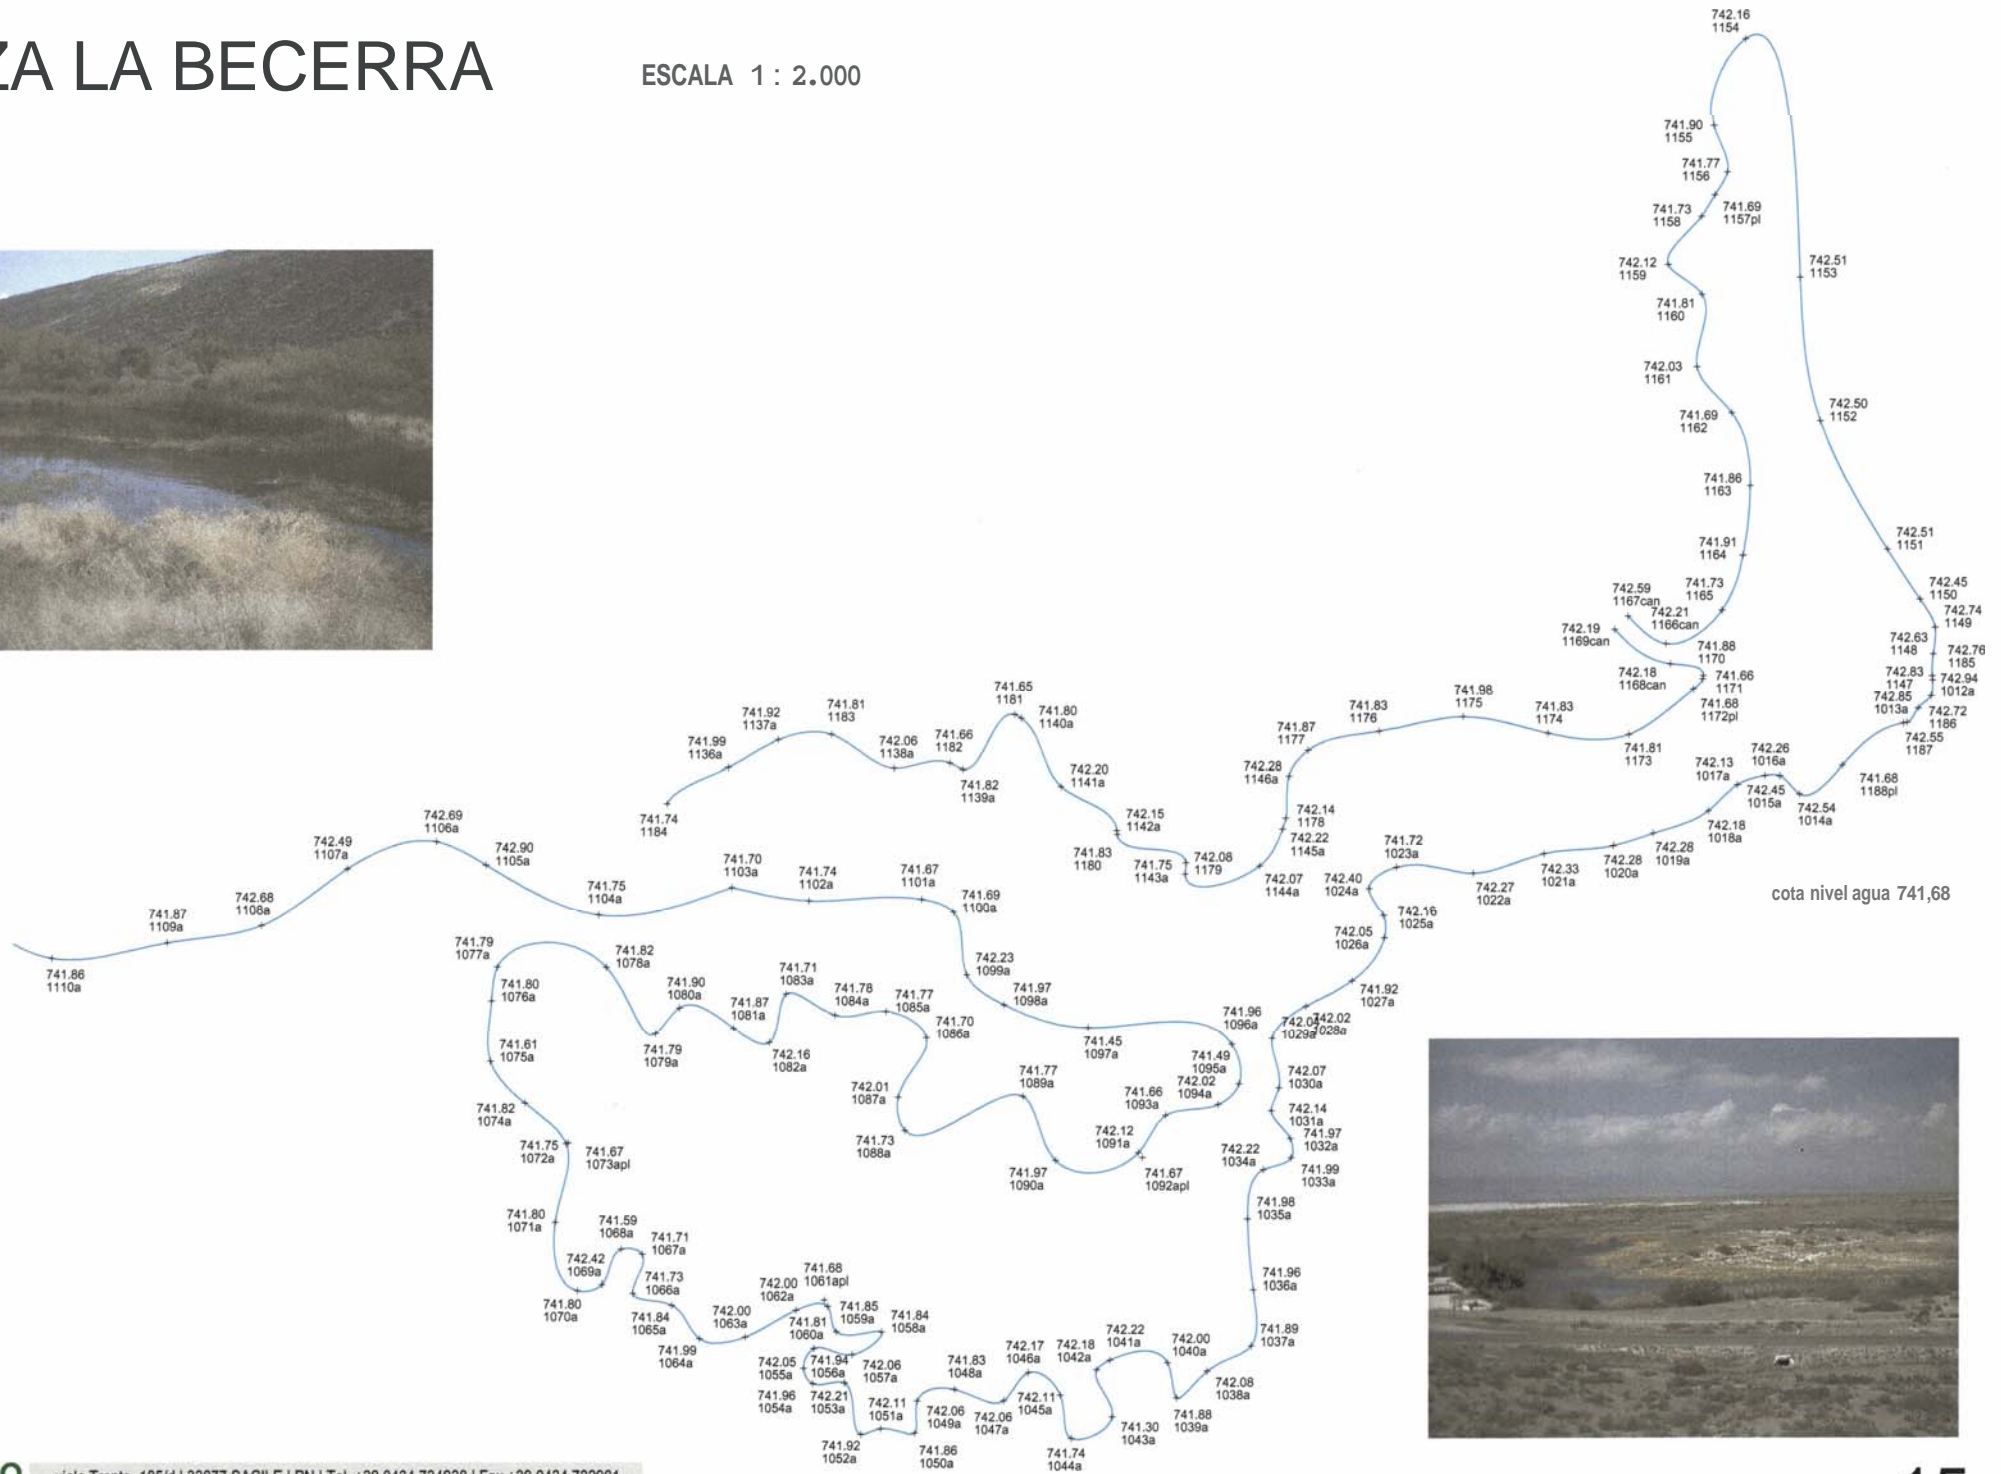 ZA LA BECERRA
ESCALA 1 : 2.000
742.16
1154
741.90
1155
741.77
1156
741.69
1157pl
741.73
1158
742.12
1159
741.81
1160
742.03
1161
741.69
1162
741.86
1163
741.91
1164
741.73
1165
742.59
1167can
742.21
1166can
742.19
1169can
742.18
1168can
741.88
1170
741.66
1171
741.68
1172pl
742.51
1153
742.50
1152
742.51
1151
742.45
1150
742.74
1149
742.63
1148
742.76
1185
742.83
1147
742.94
1012a
742.85
1013a
742.72
1186
742.55
1187
741.68
1188pl
742.26
1016a
742.13
1017a
742.45
1015a
742.54
1014a
742.18
1018a
742.28
1019a
742.28
1020a
742.33
1021a
742.27
1022a
741.72
1023a
742.40
1024a
742.16
1025a
742.05
1026a
741.92
1027a
742.02
1028a
1029a
742.07
1030a
742.14
1031a
741.97
1032a
741.99
1033a
742.22
1034a
741.98
1035a
741.96
1036a
741.89
1037a
742.08
1038a
741.88
1039a
742.00
1040a
742.22
1041a
742.18
1042a
741.30
1043a
741.74
1044a
742.11
1045a
742.17
1046a
742.06
1047a
741.83
1048a
742.06
1049a
741.86
1050a
742.11
1051a
741.92
1052a
742.21
1053a
741.96
1054a
742.05
1055a
741.94
1056a
742.06
1057a
741.84
1058a
741.85
1059a
741.81
1060a
741.68
1061apl
742.00
1062a
742.00
1063a
741.99
1064a
741.84
1065a
741.73
1066a
741.71
1067a
741.59
1068a
742.42
1069a
741.80
1070a
741.80
1071a
741.75
1072a
741.67
1073apl
741.82
1074a
741.61
1075a
741.80
1076a
741.79
1077a
741.82
1078a
741.79
1079a
741.90
1080a
741.87
1081a
742.16
1082a
741.71
1083a
741.78
1084a
741.77
1085a
741.70
1086a
742.01
1087a
741.73
1088a
741.77
1089a
741.97
1090a
742.12
1091a
741.67
1092apl
741.66
1093a
742.02
1094a
741.49
1095a
741.96
1096a
741.45
1097a
741.97
1098a
742.23
1099a
741.69
1100a
741.67
1101a
741.74
1102a
741.70
1103a
741.75
1104a
742.90
1105a
742.69
1106a
742.49
1107a
742.68
1108a
741.87
1109a
741.86
1110a
741.81
1173
741.83
1174
741.98
1175
741.83
1176
741.87
1177
742.28
1146a
742.14
1178
742.22
1145a
742.07
1144a
742.08
1179
741.75
1143a
741.83
1180
742.15
1142a
742.20
1141a
741.80
1140a
741.65
1181
741.82
1139a
741.66
1182
742.06
1138a
741.81
1183
741.92
1137a
741.99
1136a
741.74
1184
cota nivel agua 741,68